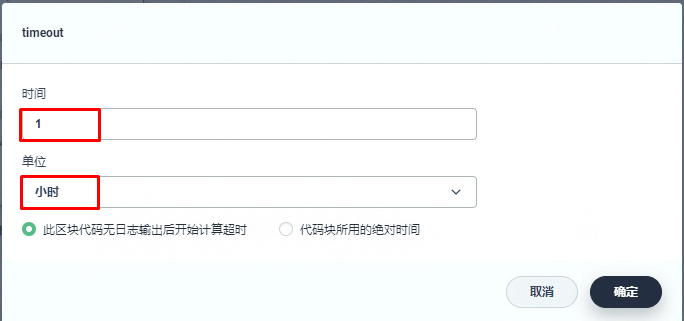 timeout
时间
1
单位
小时
此区块代码无日志输出后开始计算超时 代码块所用的绝对时间
取消 确定